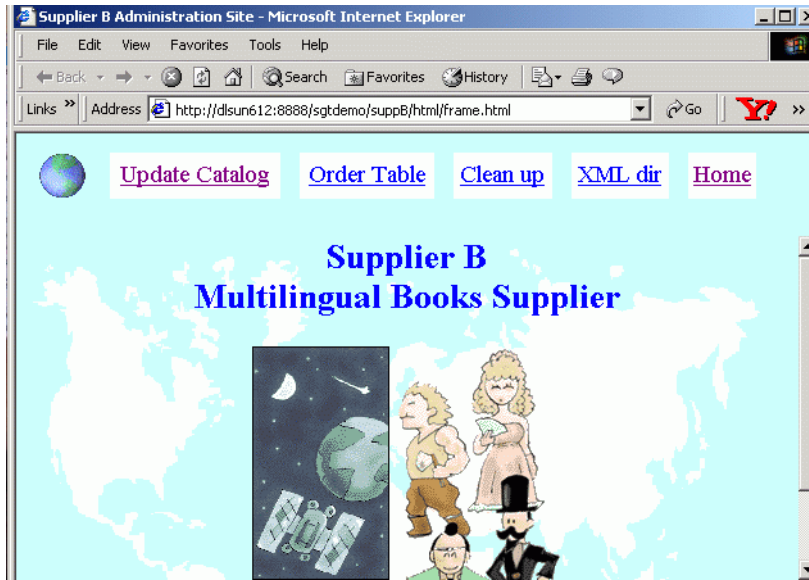 Supplier B Administration Site - Microsoft Internet Explorer
File Edit View Favorites Tools Help
Back Search Favorites History
Links » Address http://dlsun612:8888/sgtdemo/suppB/html/frame.html Go Y? »
Update Catalog Order Table Clean up XML dir Home
Supplier B
Multilingual Books Supplier